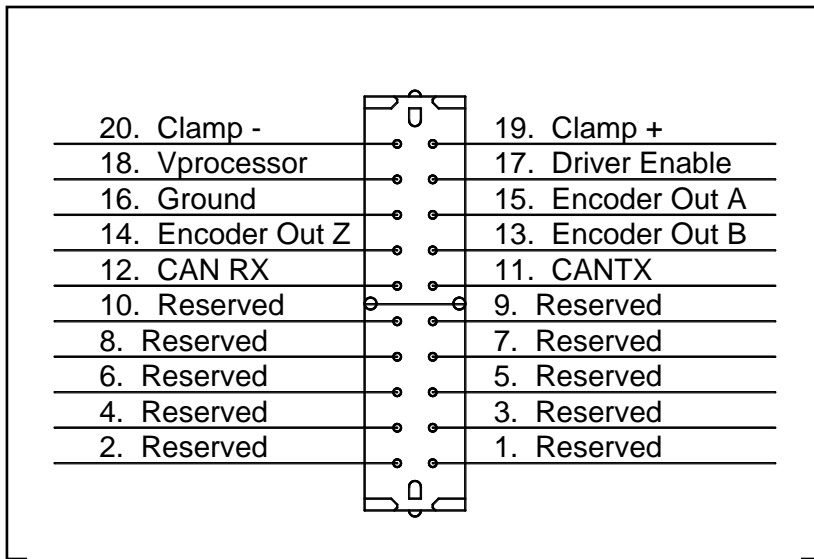 20. Clamp - 19. Clamp +
18. Vprocessor 17. Driver Enable
16. Ground 15. Encoder Out A
14. Encoder Out Z 13. Encoder Out B
12. CAN RX 11. CANTX
10. Reserved 9. Reserved
8. Reserved 7. Reserved
6. Reserved 5. Reserved
4. Reserved 3. Reserved
2. Reserved 1. Reserved